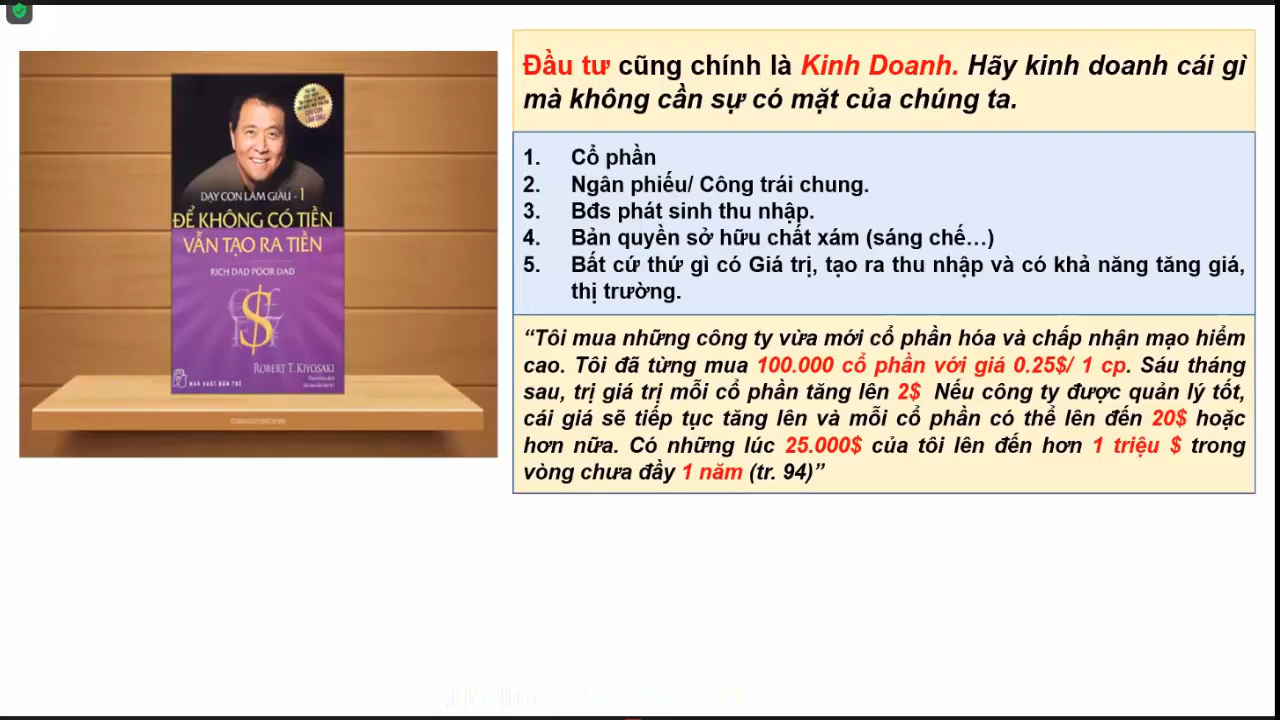 DẠY CON LÀM GIÀU - 1
ĐỂ KHÔNG CÓ TIỀN
VẪN TẠO RA TIỀN
RICH DAD POOR DAD
$
ROBERT T. KIYOSAKI
NHÀ XUẤT BẢN TRẺ
Đầu tư cũng chính là Kinh Doanh. Hãy kinh doanh cái gì
mà không cần sự có mặt của chúng ta.
1. Cổ phần
2. Ngân phiếu/ Công trái chung.
3. Bđs phát sinh thu nhập.
4. Bản quyền sở hữu chất xám (sáng chế…)
5. Bất cứ thứ gì có Giá trị, tạo ra thu nhập và có khả năng tăng giá,
thị trường.
“Tôi mua những công ty vừa mới cổ phần hóa và chấp nhận mạo hiểm
cao. Tôi đã từng mua 100.000 cổ phần với giá 0.25$/ 1 cp. Sáu tháng
sau, trị giá trị mỗi cổ phần tăng lên 2$ Nếu công ty được quản lý tốt,
cái giá sẽ tiếp tục tăng lên và mỗi cổ phần có thể lên đến 20$ hoặc
hơn nữa. Có những lúc 25.000$ của tôi lên đến hơn 1 triệu $ trong
vòng chưa đầy 1 năm (tr. 94)”